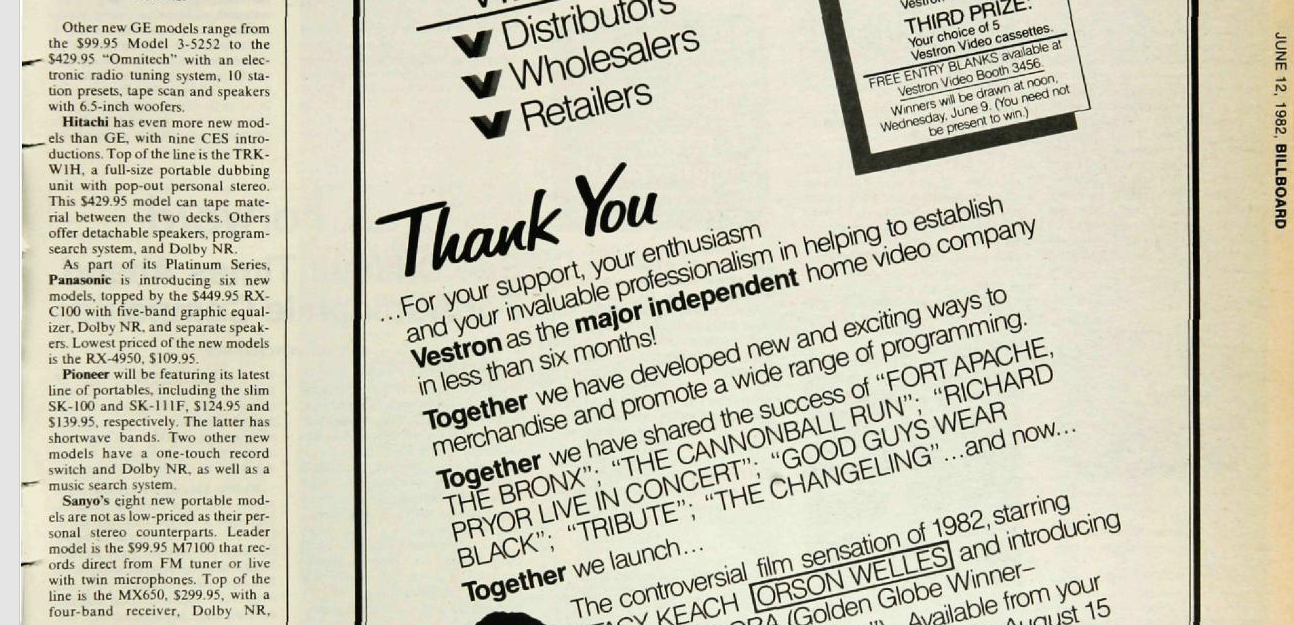 Other new GE models range from
the $99.95 Model 3-5252 to the
$429.95 “Omnitech” with an elec-
tronic radio tuning system, 10 sta-
tion presets, tape scan and speakers
with 6.5-inch woofers.
Hitachi has even more new mod-
els than GE, with nine CES intro-
ductions. Top of the line is the TRK-
W1H, a full-size portable dubbing
unit with pop-out personal stereo.
This $429.95 model can tape mate-
rial between the two decks. Others
offer detachable speakers, program-
search system, and Dolby NR.
As part of its Platinum Series,
Panasonic is introducing six new
models, topped by the $449.95 RX-
C100 with five-band graphic equal-
izer, Dolby NR, and separate speak-
ers. Lowest priced of the new models
is the RX-4950, $109.95.
Pioneer will be featuring its latest
line of portables, including the slim
SK-100 and SK-111F, $124.95 and
$139.95, respectively. The latter has
shortwave bands. Two other new
models have a one-touch record
switch and Dolby NR, as well as a
music search system.
Sanyo's eight new portable mod-
els are not as low-priced as their per-
sonal stereo counterparts. Leader
model is the $99.95 M7100 that rec-
ords direct from FM tuner or live
with twin microphones. Top of the
line is the MX650, $299.95, with a
four-band receiver, Dolby NR,
Distributors
Wholesalers
Retailers
THIRD PRIZE:
Your choice of 5
Vestron Video cassettes.
FREE ENTRY BLANKS available at
Vestron Video Booth 3456.
Winners will be drawn at noon,
Wednesday, June 9. (You need not
be present to win.)
Thank You
...For your support, your enthusiasm
and your invaluable professionalism in helping to establish
Vestron as the major independent home video company
in less than six months!
Together we have developed new and exciting ways to
merchandise and promote a wide range of programming.
Together we have shared the success of “FORT APACHE,
THE BRONX”; “THE CANNONBALL RUN”; “RICHARD
PRYOR LIVE IN CONCERT”; “GOOD GUYS WEAR
BLACK”; “TRIBUTE”; “THE CHANGELING”...and now...
Together we launch...
The controversial film sensation of 1982, starring
KEACH ORSON WELLES and introducing
(Golden Globe Winner–
Available from your
August 15
JUNE 12, 1982, BILLBOARD